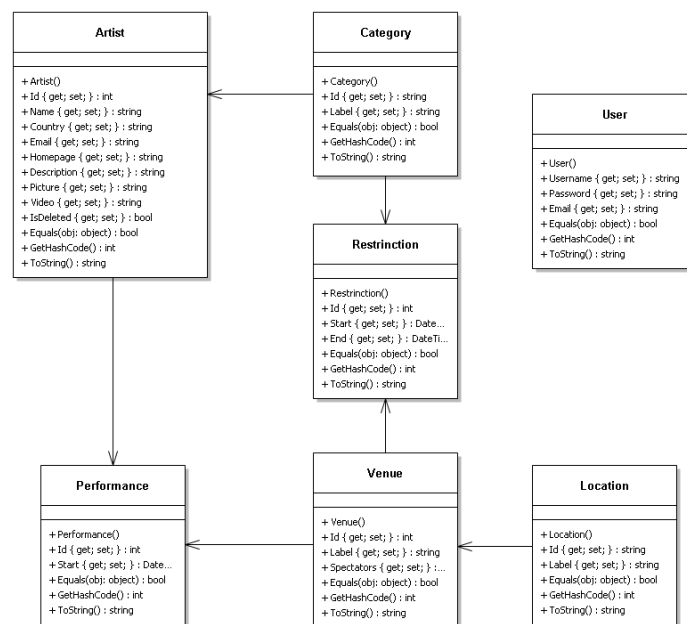 Artist
+ Artist()
+ Id { get; set; } : int
+ Name { get; set; } : string
+ Country { get; set; } : string
+ Email { get; set; } : string
+ Homepage { get; set; } : string
+ Description { get; set; } : string
+ Picture { get; set; } : string
+ Video { get; set; } : string
+ IsDeleted { get; set; } : bool
+ Equals(obj: object) : bool
+ GetHashCode() : int
+ ToString() : string
Category
+ Category()
+ Id { get; set; } : string
+ Label { get; set; } : string
+ Equals(obj: object) : bool
+ GetHashCode() : int
+ ToString() : string
User
+ User()
+ Username { get; set; } : string
+ Password { get; set; } : string
+ Email { get; set; } : string
+ Equals(obj: object) : bool
+ GetHashCode() : int
+ ToString() : string
Restrinction
+ Restrinction()
+ Id { get; set; } : int
+ Start { get; set; } : Date...
+ End { get; set; } : DateTi...
+ Equals(obj: object) : bool
+ GetHashCode() : int
+ ToString() : string
Performance
+ Performance()
+ Id { get; set; } : int
+ Start { get; set; } : Date...
+ Equals(obj: object) : bool
+ GetHashCode() : int
+ ToString() : string
Venue
+ Venue()
+ Id { get; set; } : int
+ Label { get; set; } : string
+ Spectators { get; set; } :...
+ Equals(obj: object) : bool
+ GetHashCode() : int
+ ToString() : string
Location
+ Location()
+ Id { get; set; } : string
+ Label { get; set; } : string
+ Equals(obj: object) : bool
+ GetHashCode() : int
+ ToString() : string